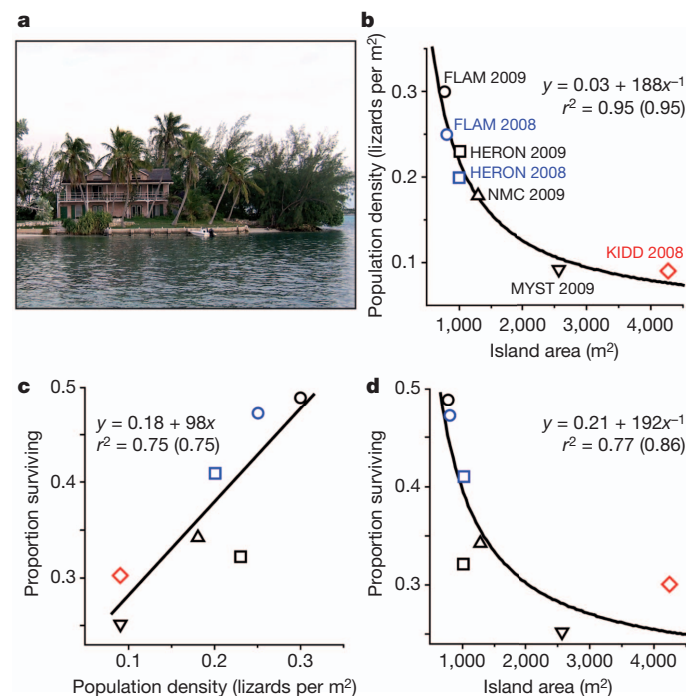 a
b
Population density (lizards per m²)
0.3
0.2
0.1
FLAM 2009
y = 0.03 + 188x⁻¹
r² = 0.95 (0.95)
FLAM 2008
HERON 2009
HERON 2008
NMC 2009
KIDD 2008
MYST 2009
1,000 2,000 3,000 4,000
Island area (m²)
c
Proportion surviving
0.5
0.4
0.3
y = 0.18 + 98x
r² = 0.75 (0.75)
0.1 0.2 0.3
Population density (lizards per m²)
d
Proportion surviving
0.5
0.4
0.3
y = 0.21 + 192x⁻¹
r² = 0.77 (0.86)
1,000 2,000 3,000 4,000
Island area (m²)